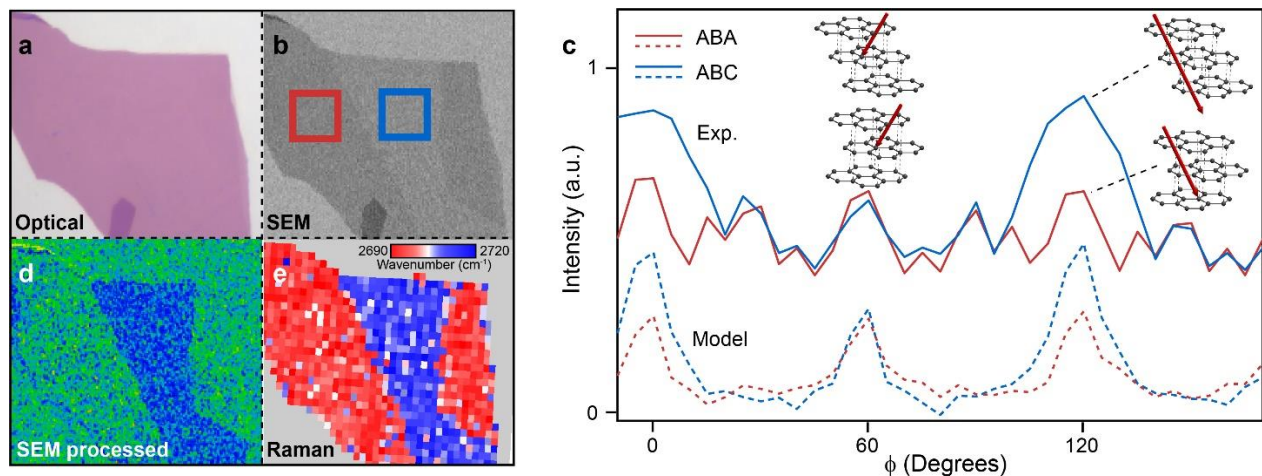 a
Optical
b
SEM
d
SEM processed
2690 2720
Wavenumber (cm⁻¹)
e
Raman
c
ABA
ABC
Exp.
Model
Intensity (a.u.)
1
0
0 60 120
ϕ (Degrees)